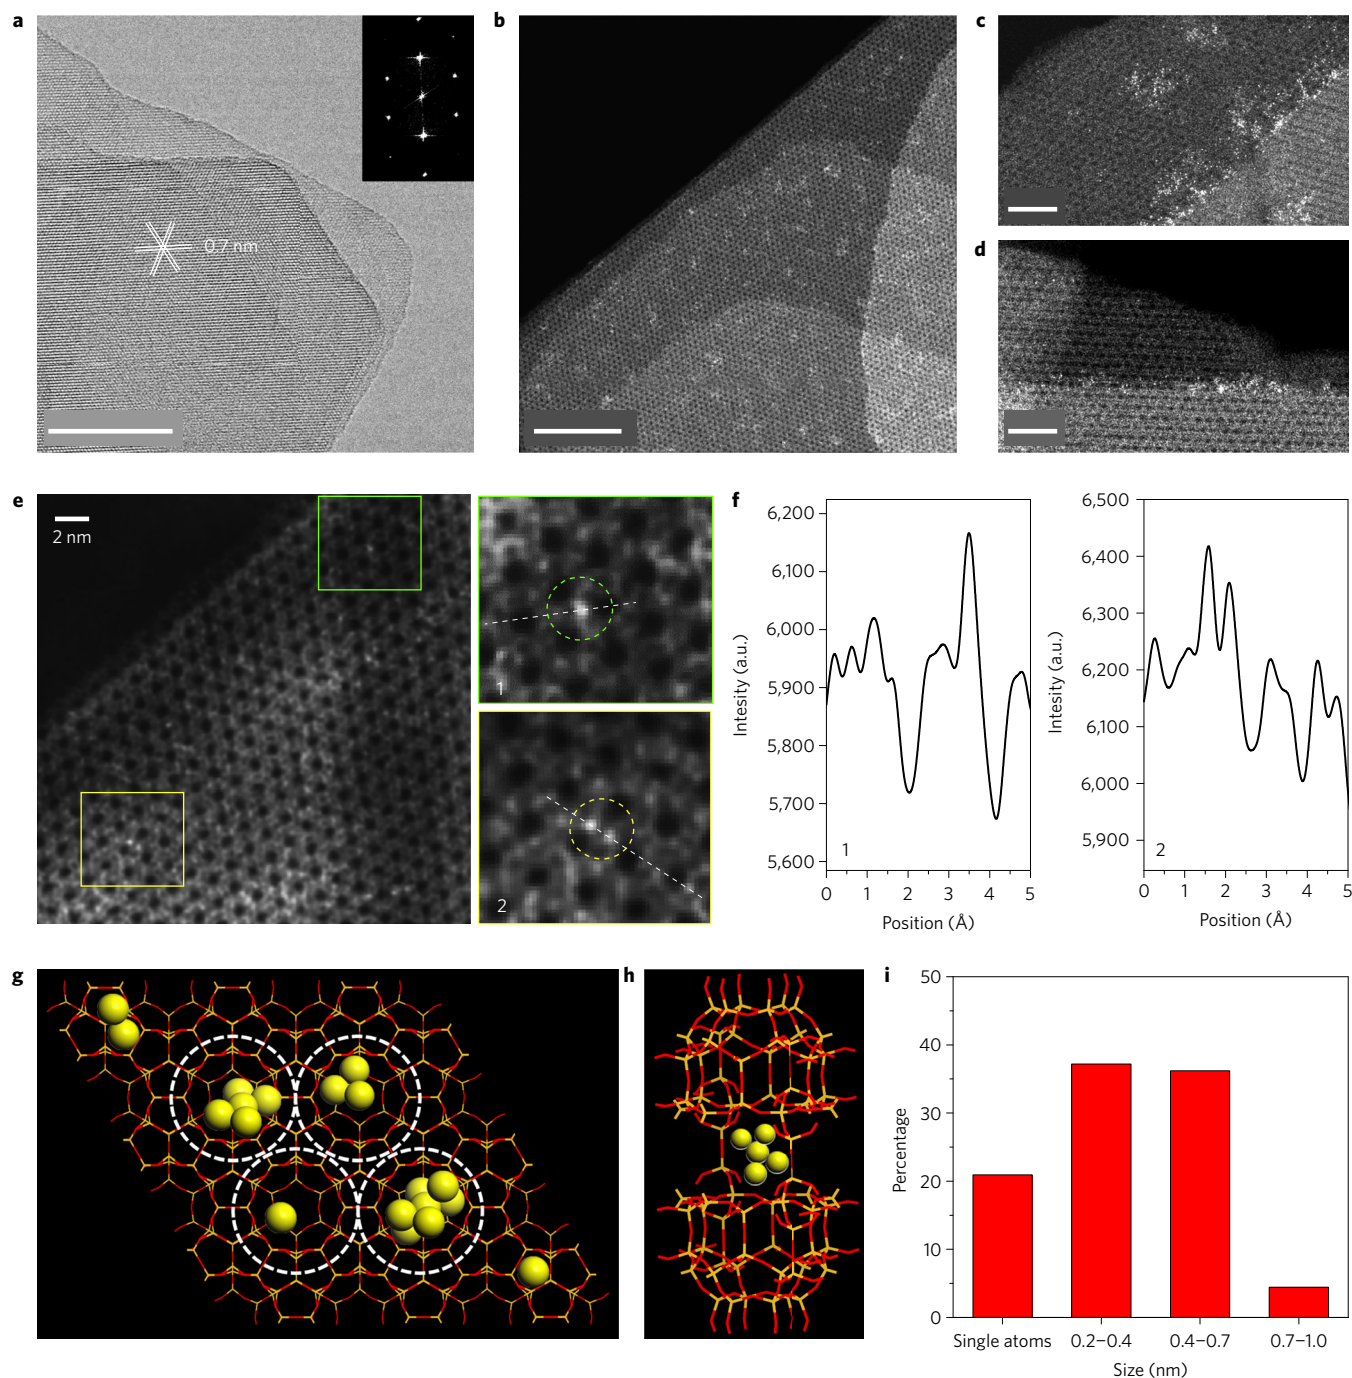 a
0.7 nm
b
c
d
e
2 nm
1
2
f
6,200
6,100
6,000
5,900
5,800
5,700
5,600
Intesity (a.u.)
1
0 1 2 3 4 5
Position (Å)
6,500
6,400
6,300
6,200
6,100
6,000
5,900
Intesity (a.u.)
2
0 1 2 3 4 5
Position (Å)
g
h
i
50
40
30
20
10
0
Percentage
Single atoms 0.2–0.4 0.4–0.7 0.7–1.0
Size (nm)